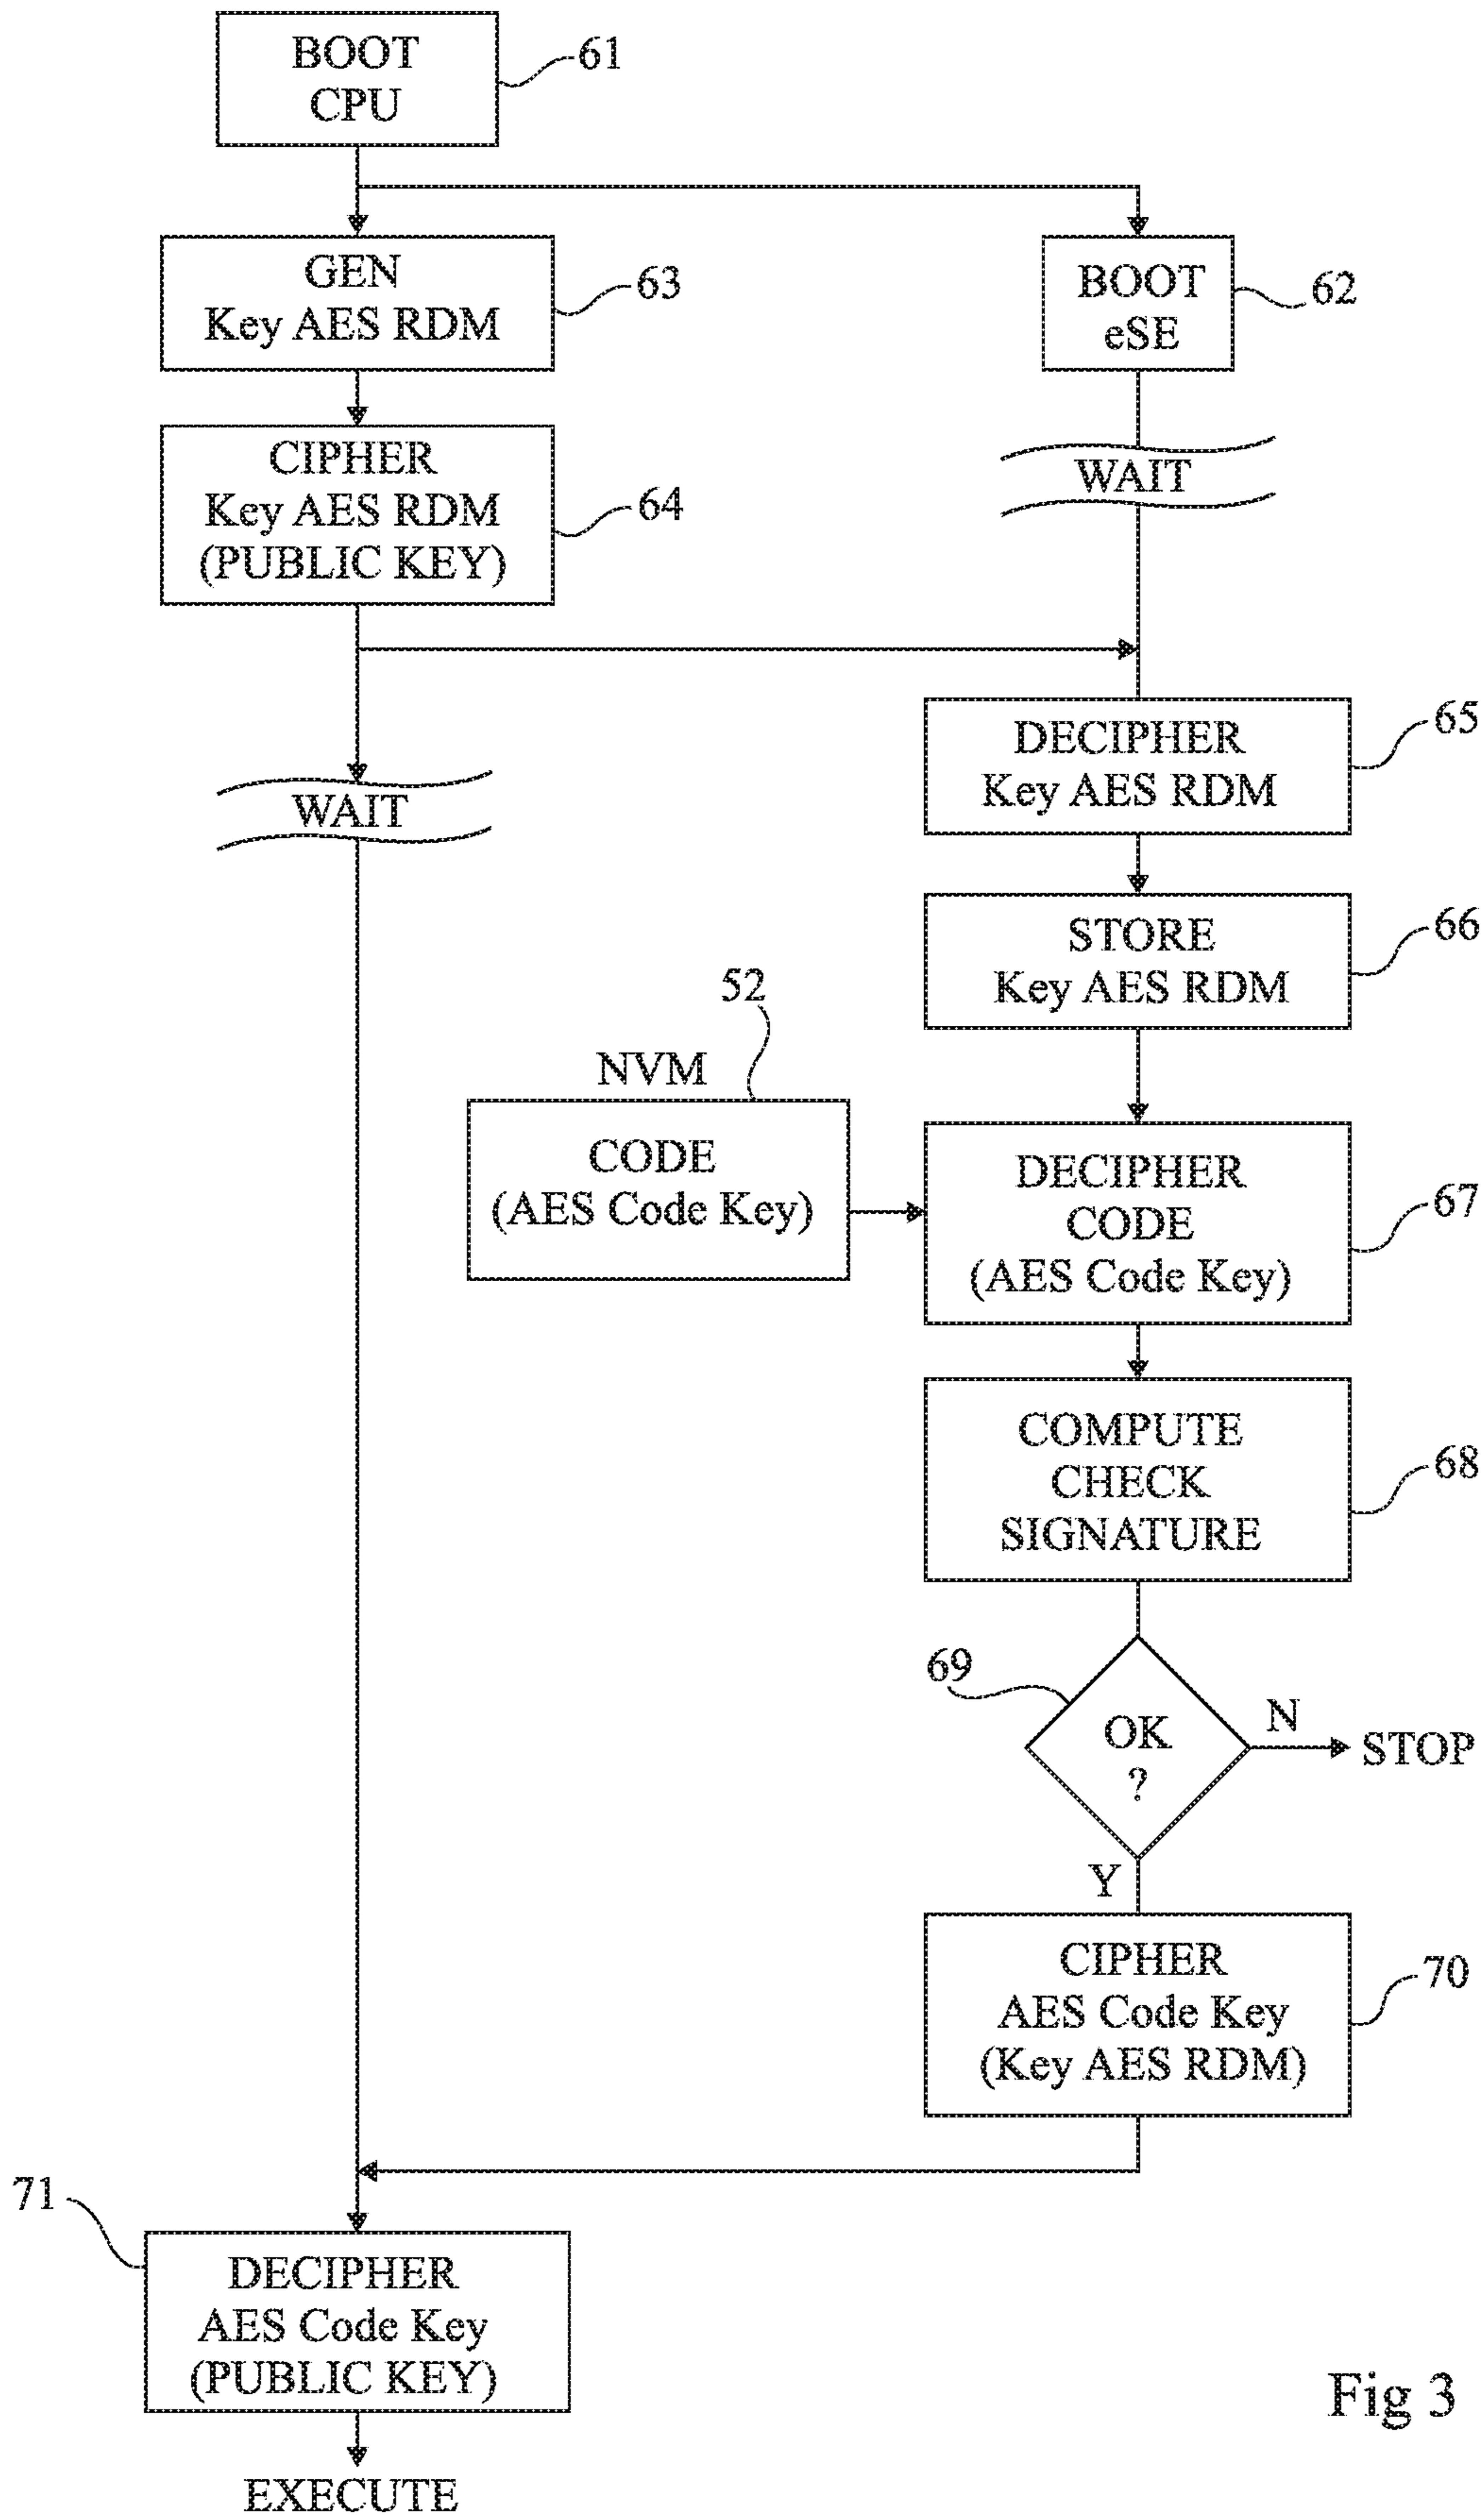 BOOT
CPU
61
GEN
Key AES RDM
63
BOOT
eSE
62
CIPHER
Key AES RDM
(PUBLIC KEY)
64
WAIT
DECIPHER
Key AES RDM
65
WAIT
STORE
Key AES RDM
66
52
NVM
CODE
(AES Code Key)
DECIPHER
CODE
(AES Code Key)
67
COMPUTE
CHECK
SIGNATURE
68
69
OK
?
N
STOP
Y
CIPHER
AES Code Key
(Key AES RDM)
70
71
DECIPHER
AES Code Key
(PUBLIC KEY)
EXECUTE
Fig 3